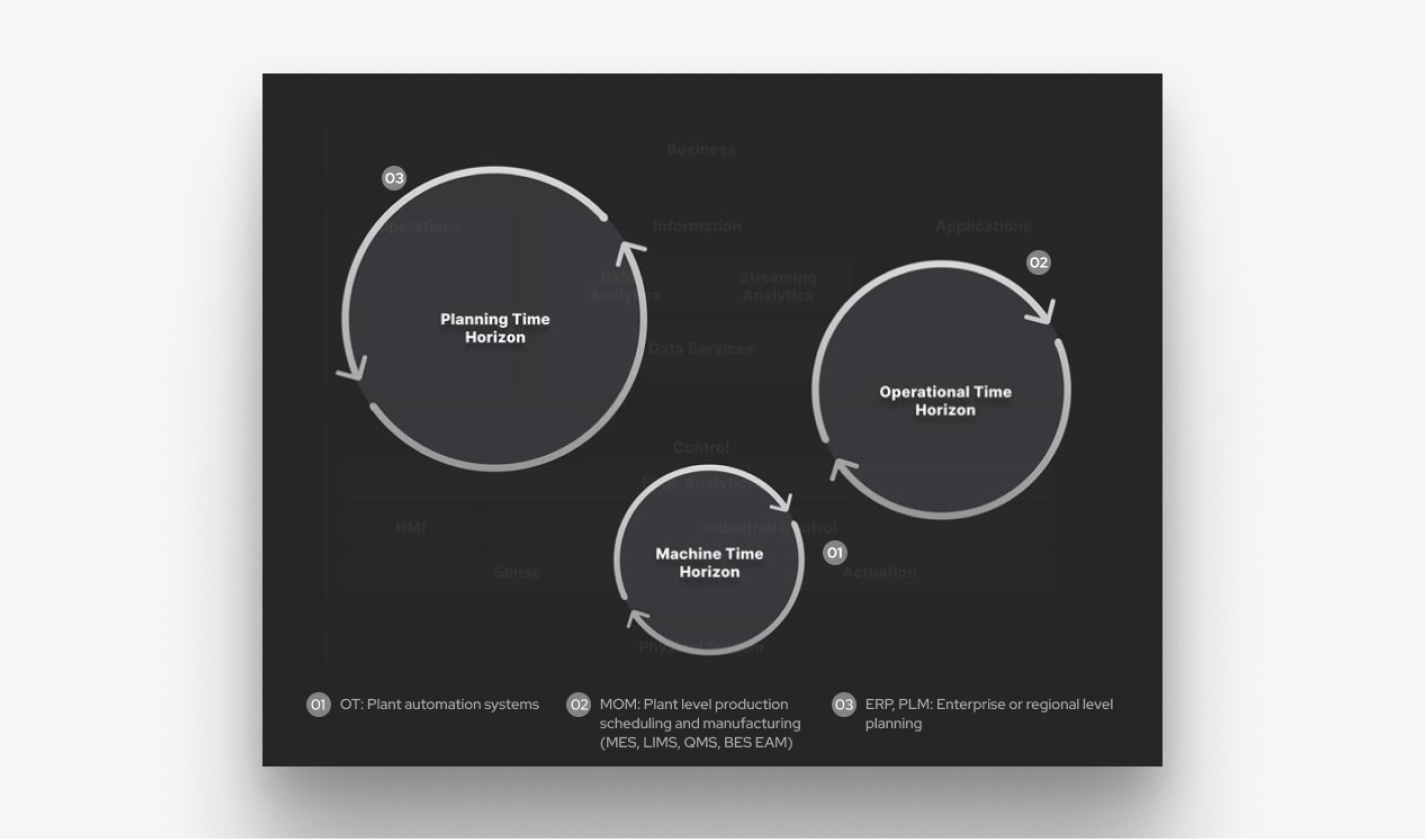 Business
03
Operations
Information
Applications
02
Batch
Streaming
Analytics
Analytics
Planning Time
Horizon
Data Services
Operational Time
Horizon
Control
Edge Analytics
HMI
Industrial Control
Machine Time
Horizon
01
Sense
Actuation
Physical System
01 OT: Plant automation systems
02 MOM: Plant level production
scheduling and manufacturing
(MES, LIMS, QMS, BES EAM)
03 ERP, PLM: Enterprise or regional level
planning